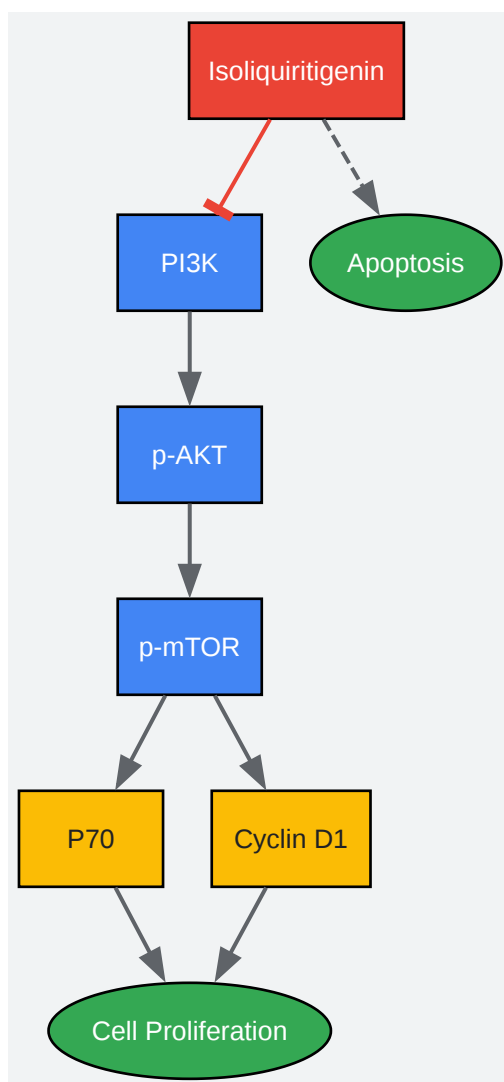 Isoliquiritigenin
PI3K
Apoptosis
p-AKT
p-mTOR
P70
Cyclin D1
Cell Proliferation